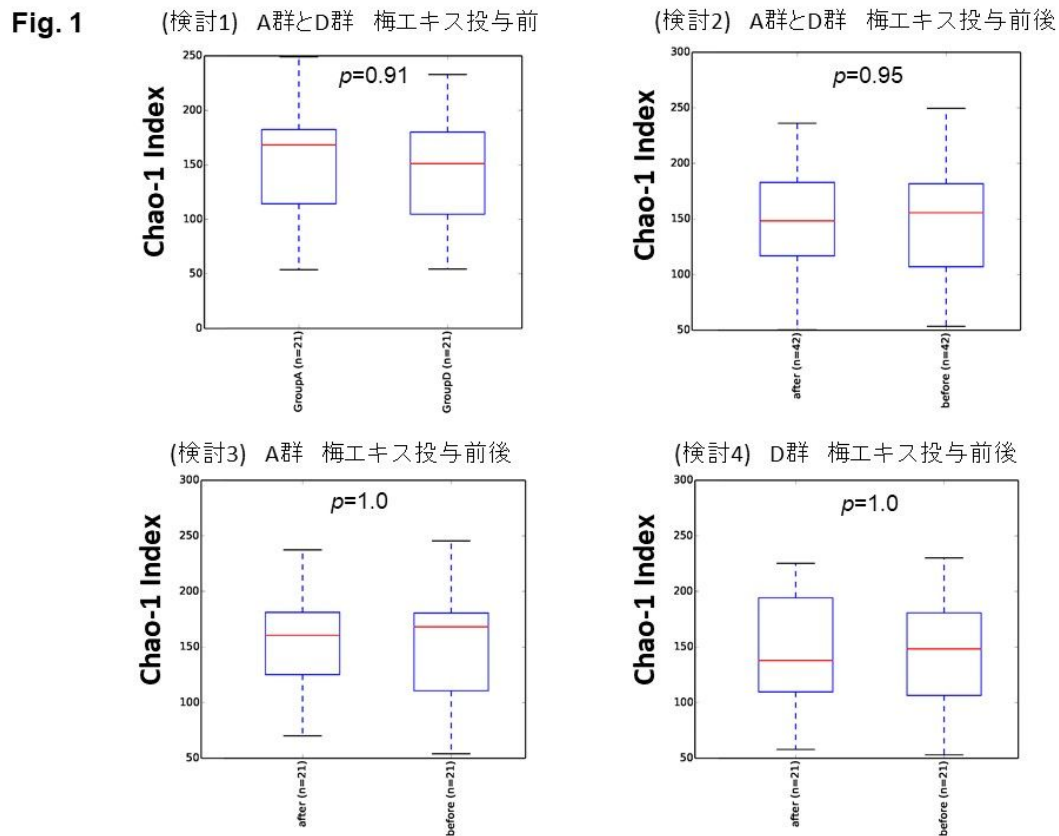 Fig. 1
(検討1) A群とD群 梅エキス投与前
Chao-1 Index
250
200
150
100
50
0
p=0.91
GroupA (n=21)
GroupD (n=21)
(検討2) A群とD群 梅エキス投与前後
Chao-1 Index
300
250
200
150
100
50
p=0.95
after (n=42)
before (n=42)
(検討3) A群 梅エキス投与前後
Chao-1 Index
300
250
200
150
100
50
p=1.0
after (n=21)
before (n=21)
(検討4) D群 梅エキス投与前後
Chao-1 Index
300
250
200
150
100
50
p=1.0
after (n=21)
before (n=21)